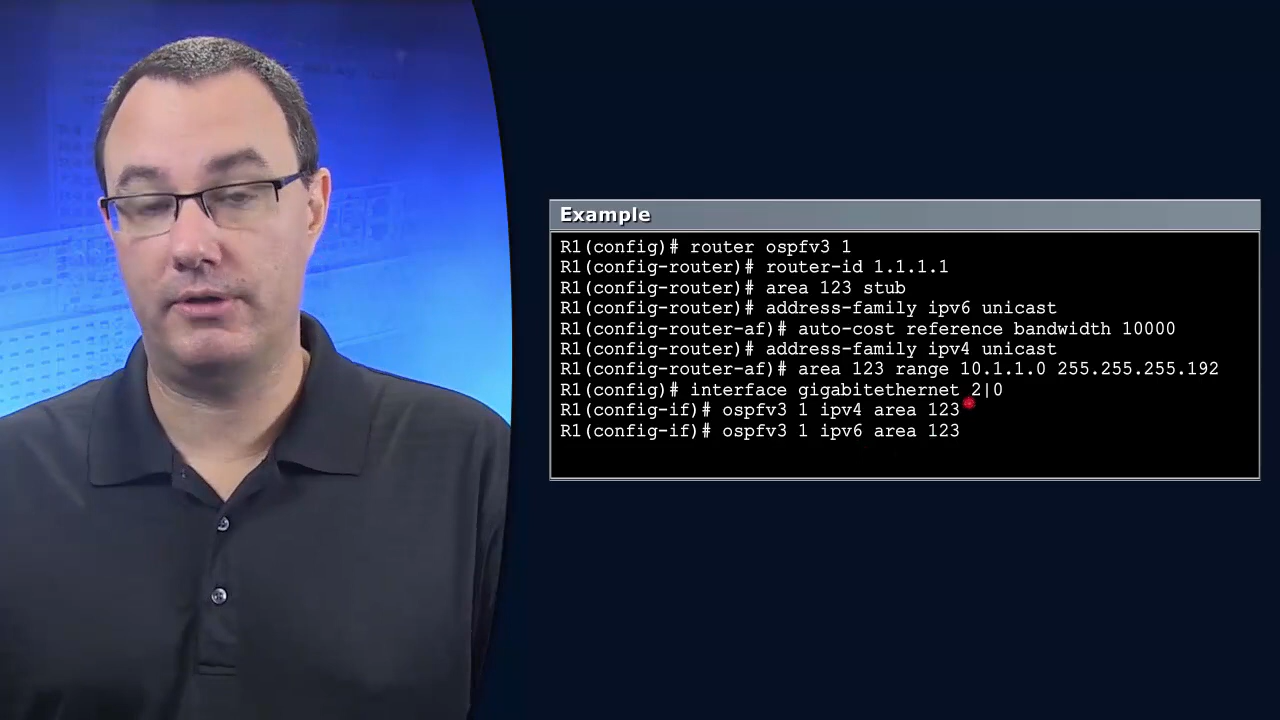 Example
R1(config)# router ospfv3 1
R1(config-router)# router-id 1.1.1.1
R1(config-router)# area 123 stub
R1(config-router)# address-family ipv6 unicast
R1(config-router-af)# auto-cost reference bandwidth 10000
R1(config-router)# address-family ipv4 unicast
R1(config-router-af)# area 123 range 10.1.1.0 255.255.255.192
R1(config)# interface gigabitethernet 2|0
R1(config-if)# ospfv3 1 ipv4 area 123
R1(config-if)# ospfv3 1 ipv6 area 123